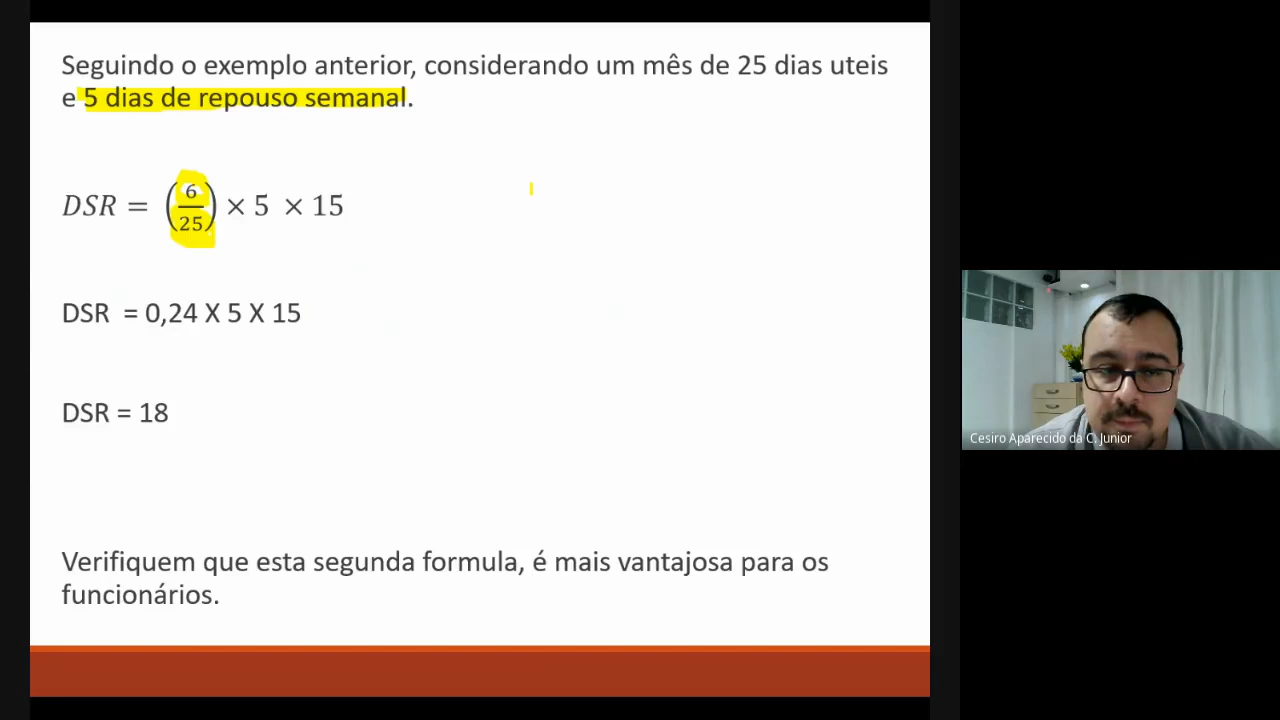 Seguindo o exemplo anterior, considerando um mês de 25 dias uteis
e 5 dias de repouso semanal.
DSR = (6/25) × 5 × 15
DSR = 0,24 X 5 X 15
DSR = 18
Verifiquem que esta segunda formula, é mais vantajosa para os
funcionários.
Cesiro Aparecido da C. Junior